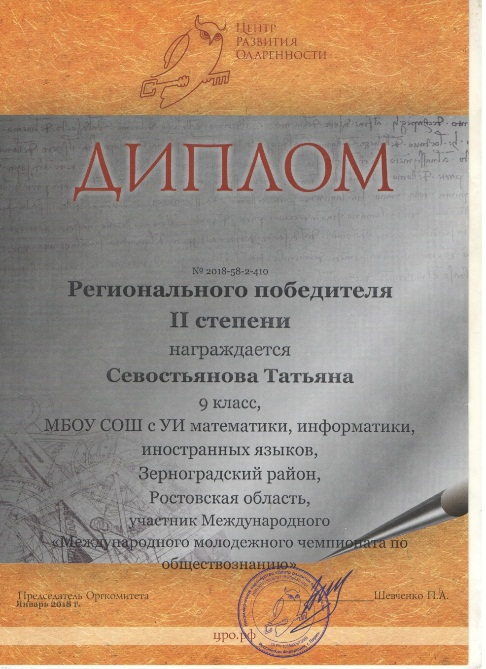 Центр
Развития
Одаренности
ДИПЛОМ
№ 2018-58-2-410
Регионального победителя
II степени
награждается
Севостьянова Татьяна
9 класс,
МБОУ СОШ с УИ математики, информатики,
иностранных языков,
Зерноградский район,
Ростовская область,
участник Международного
«Международного молодежного чемпионата по
обществознанию»
Председатель Оргкомитета
Шевченко П.А.
Январь 2018 г.
цро.рф